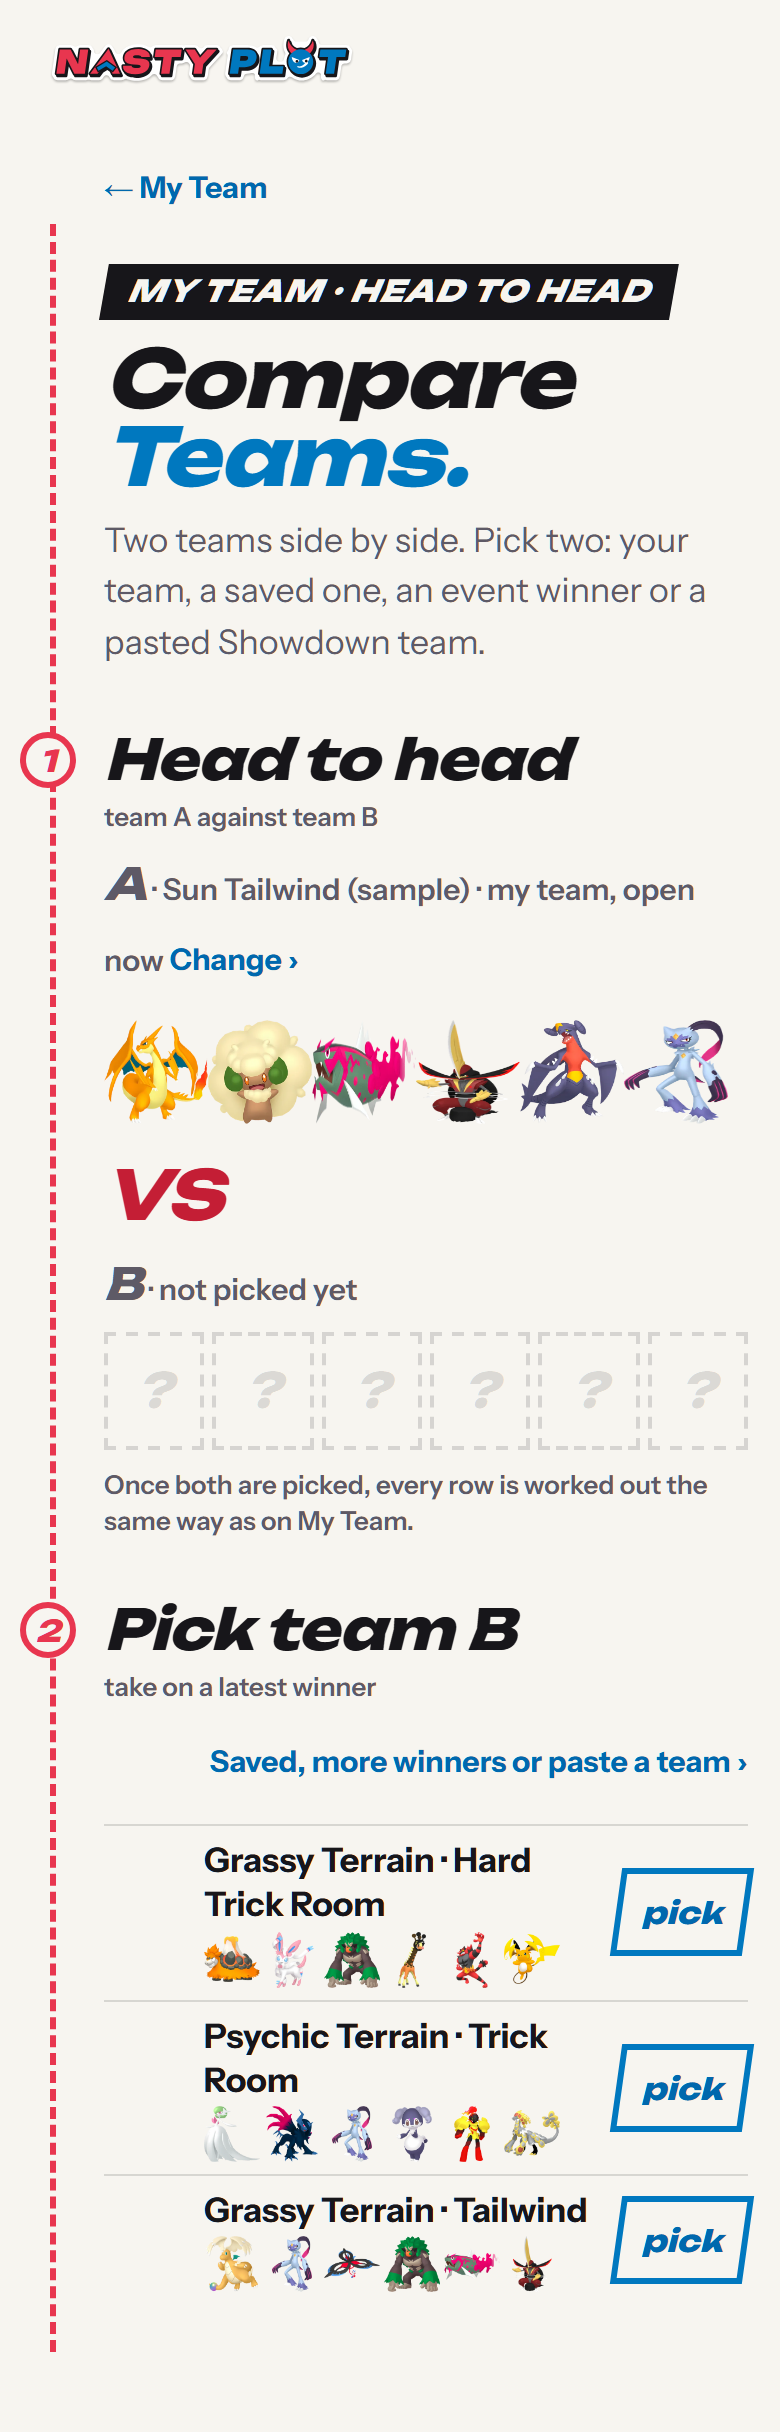 NASTY PLOT
← My Team
MY TEAM · HEAD TO HEAD
Compare
Teams.
Two teams side by side. Pick two: your
team, a saved one, an event winner or a
pasted Showdown team.
1 Head to head
team A against team B
A · Sun Tailwind (sample) · my team, open
now Change ›
VS
B · not picked yet
? ? ? ? ? ?
Once both are picked, every row is worked out the
same way as on My Team.
2 Pick team B
take on a latest winner
Saved, more winners or paste a team ›
Grassy Terrain · Hard
Trick Room
pick
Psychic Terrain · Trick
Room
pick
Grassy Terrain · Tailwind
pick